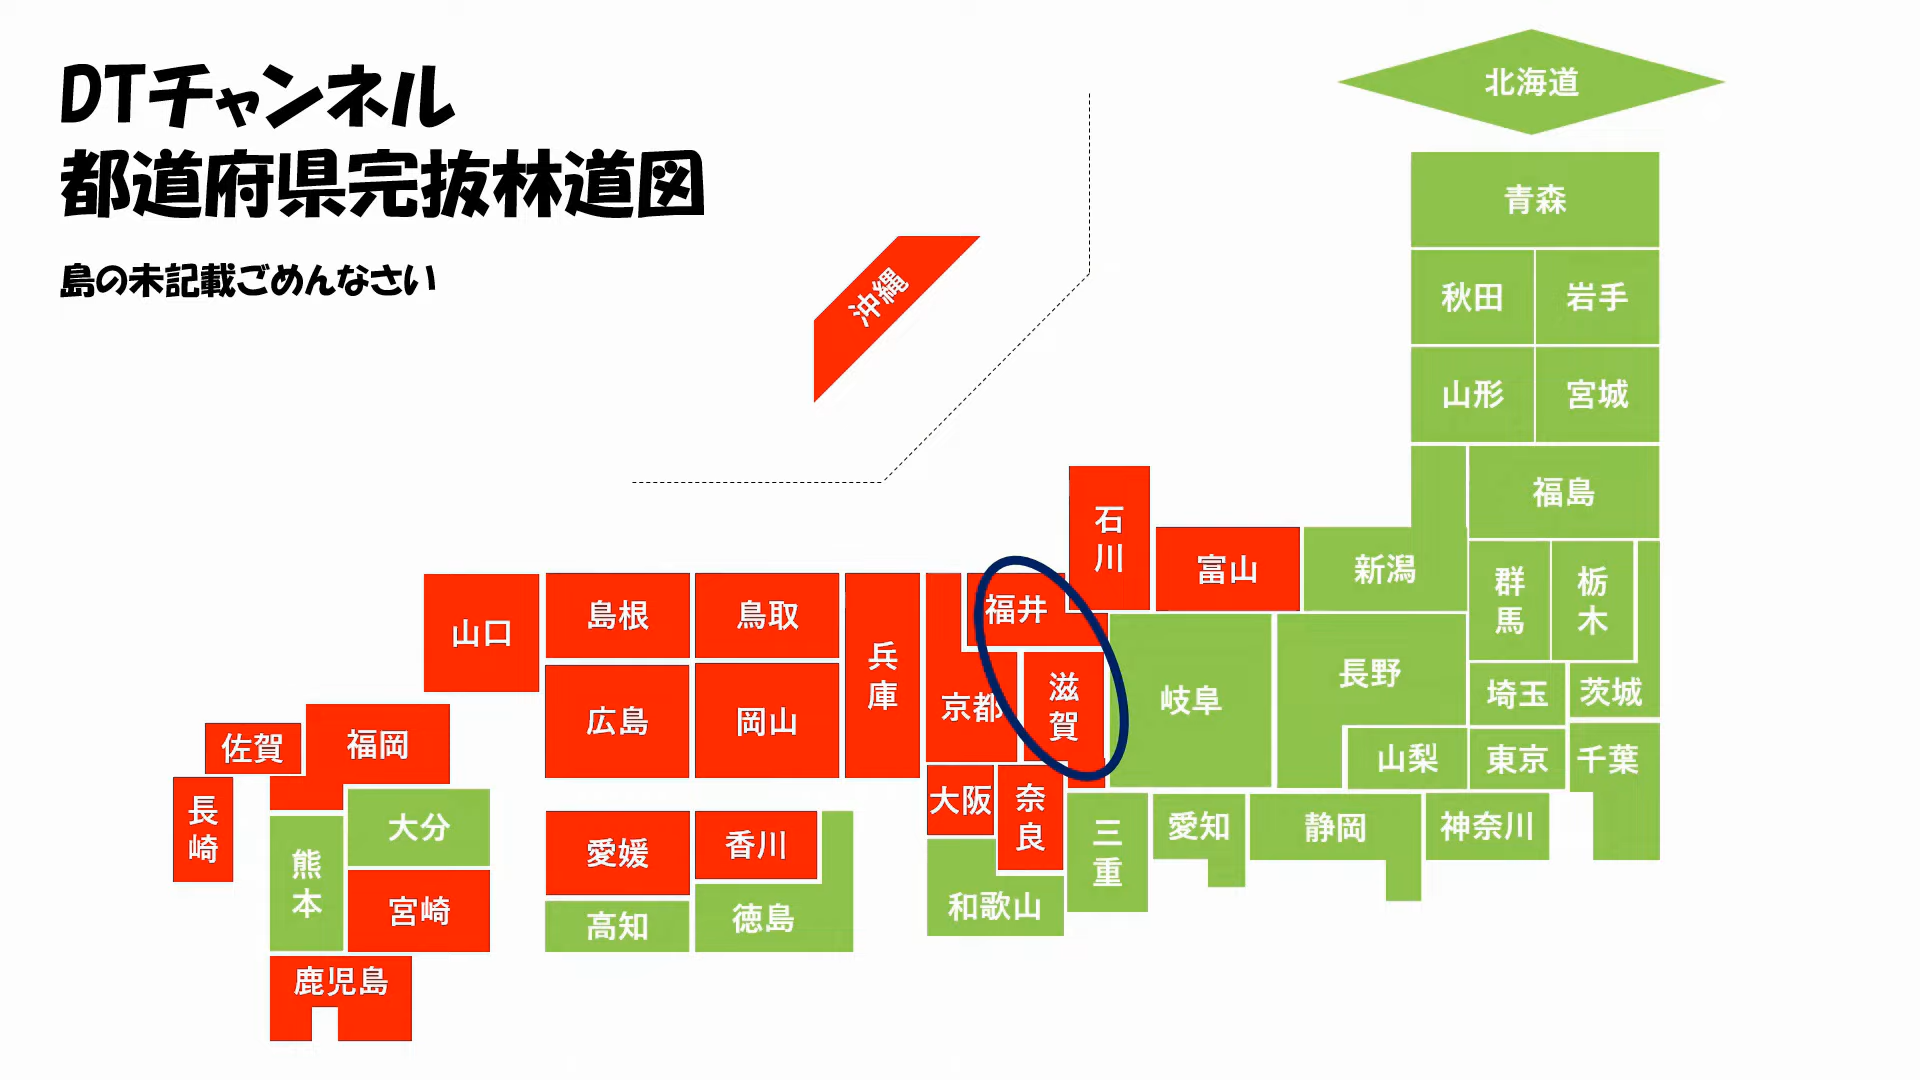 DTチャンネル
都道府県完抜林道図
島の未記載ごめんなさい
北海道
青森
秋田
岩手
山形
宮城
福島
沖縄
石川
富山
新潟
群馬
栃木
山口
島根
鳥取
兵庫
福井
京都
滋賀
岐阜
長野
埼玉
茨城
広島
岡山
山梨
東京
千葉
佐賀
福岡
長崎
大分
熊本
宮崎
鹿児島
愛媛
香川
高知
徳島
大阪
奈良
和歌山
三重
愛知
静岡
神奈川